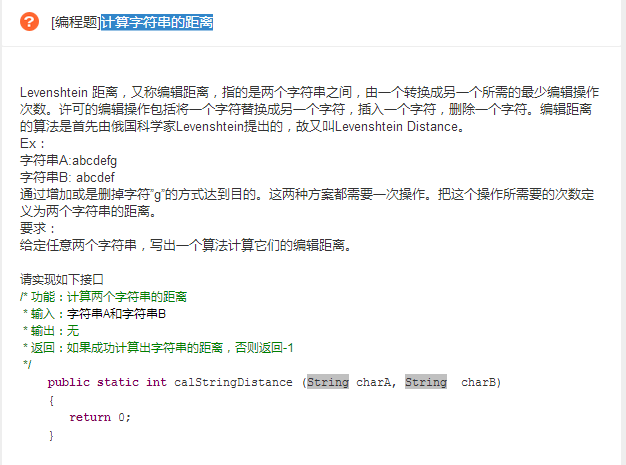 ? [编程题]计算字符串的距离
Levenshtein 距离，又称编辑距离，指的是两个字符串之间，由一个转换成另一个所需的最少编辑操作
次数。许可的编辑操作包括将一个字符替换成另一个字符，插入一个字符，删除一个字符。编辑距离
的算法是首先由俄国科学家Levenshtein提出的，故又叫Levenshtein Distance。
Ex：
字符串A:abcdefg
字符串B: abcdef
通过增加或是删掉字符”g”的方式达到目的。这两种方案都需要一次操作。把这个操作所需要的次数定
义为两个字符串的距离。
要求：
给定任意两个字符串，写出一个算法计算它们的编辑距离。
请实现如下接口
/* 功能：计算两个字符串的距离
* 输入：字符串A和字符串B
* 输出：无
* 返回：如果成功计算出字符串的距离，否则返回-1
*/
public static int calStringDistance (String charA, String  charB)
{
return 0;
}